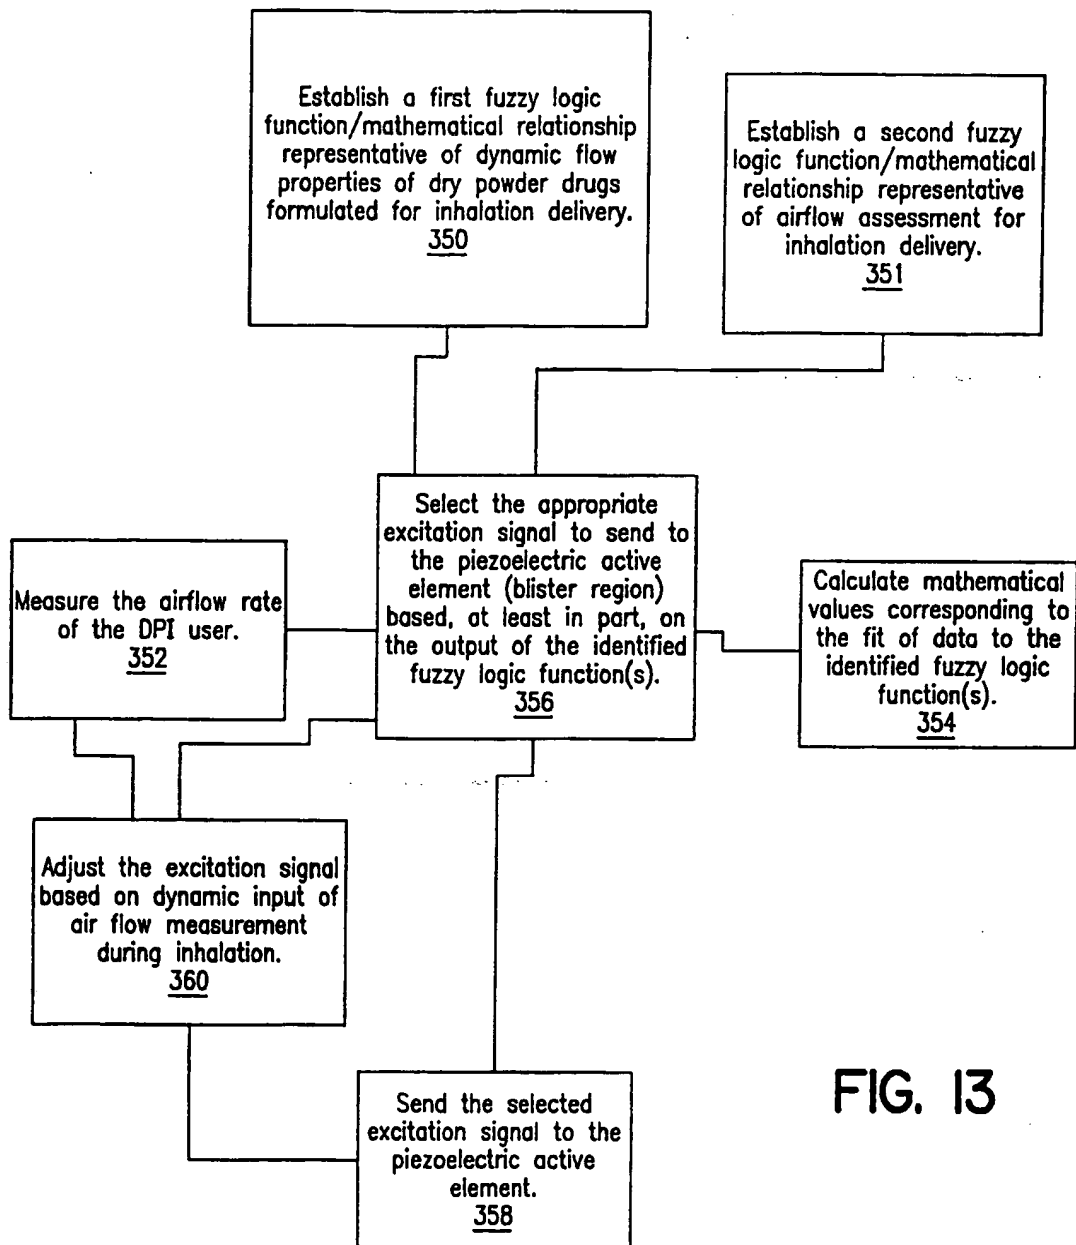 Establish a first fuzzy logic
function/mathematical relationship
representative of dynamic flow
properties of dry powder drugs
formulated for inhalation delivery.
350
Establish a second fuzzy
logic function/mathematical
relationship representative
of airflow assessment for
inhalation delivery.
351
Select the appropriate
excitation signal to send to
the piezoelectric active
element (blister region)
based, at least in part, on
the output of the identified
fuzzy logic function(s).
356
Measure the airflow rate
of the DPI user.
352
Calculate mathematical
values corresponding to
the fit of data to the
identified fuzzy logic
function(s).
354
Adjust the excitation signal
based on dynamic input of
air flow measurement
during inhalation.
360
Send the selected
excitation signal to the
piezoelectric active
element.
358
FIG. 13